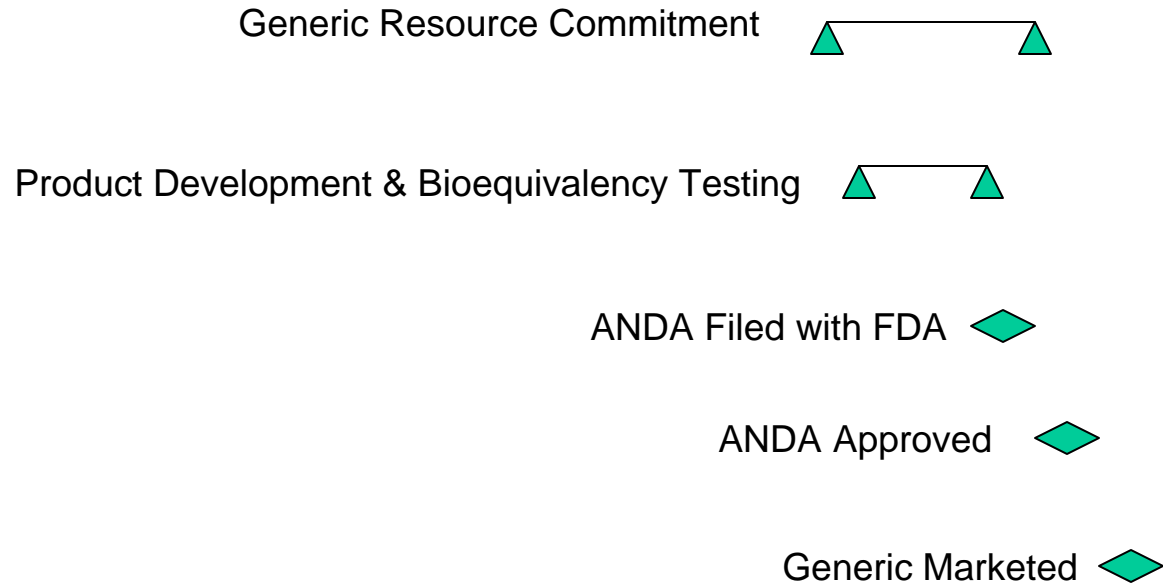 Generic Resource Commitment
Product Development & Bioequivalency Testing
ANDA Filed with FDA
ANDA Approved
Generic Marketed